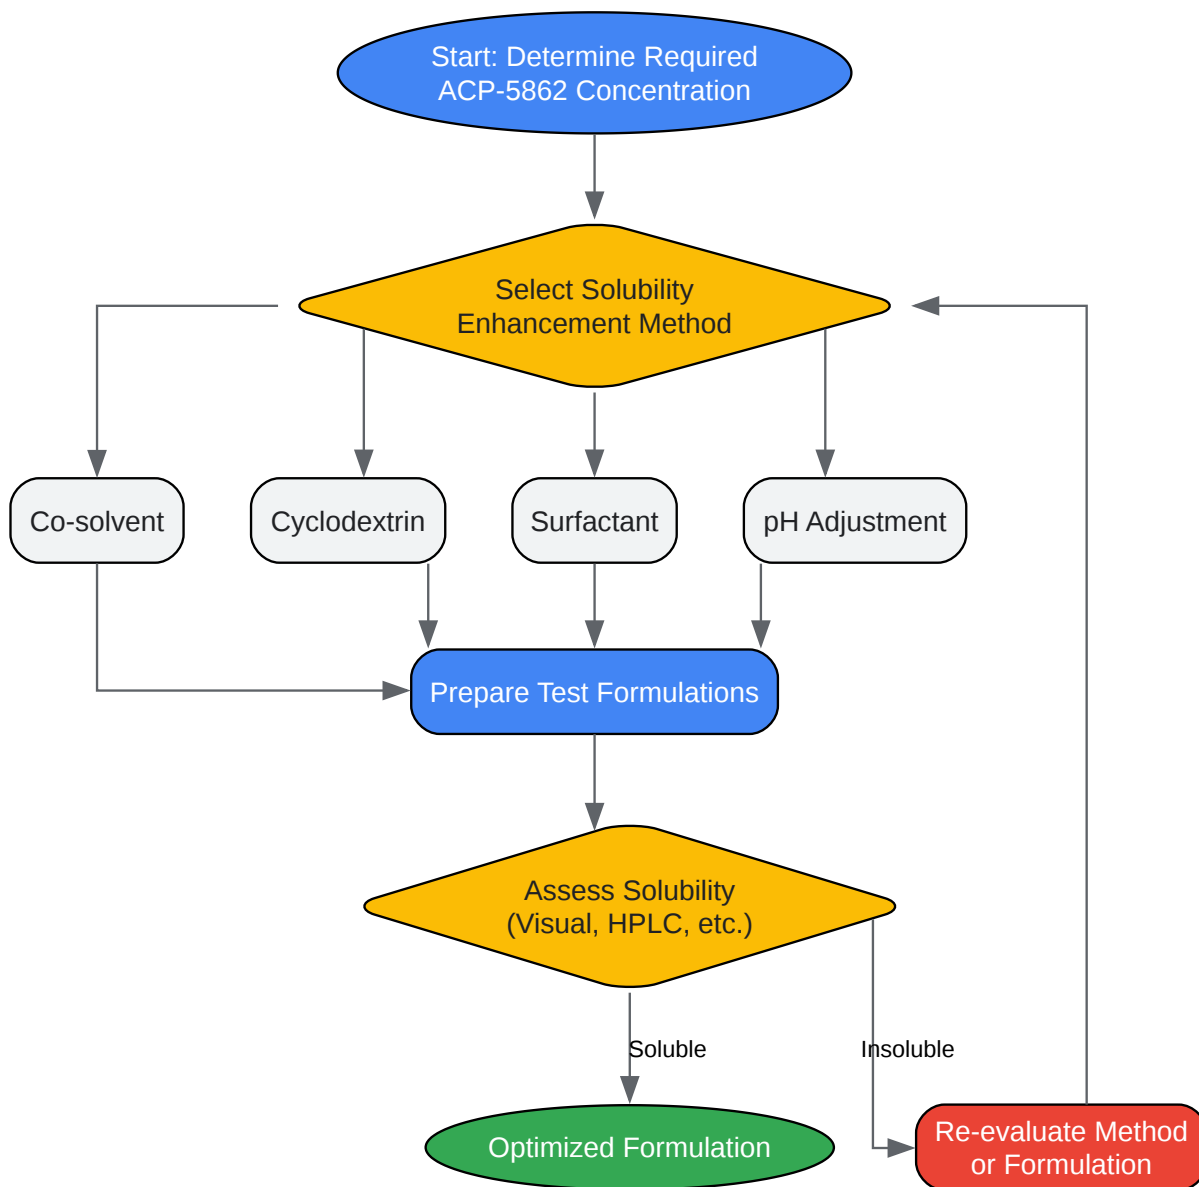 Start: Determine Required
ACP-5862 Concentration
Select Solubility
Enhancement Method
Co-solvent
Cyclodextrin
Surfactant
pH Adjustment
Prepare Test Formulations
Assess Solubility
(Visual, HPLC, etc.)
Soluble
Insoluble
Optimized Formulation
Re-evaluate Method
or Formulation